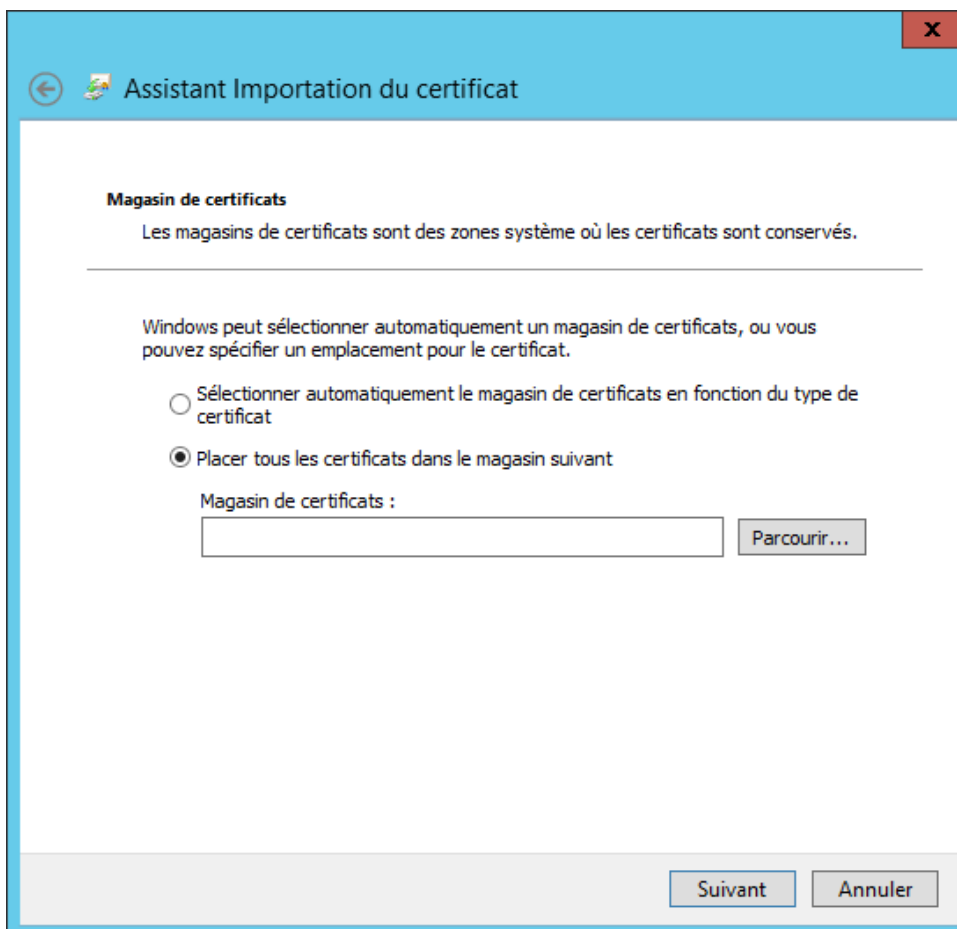 x
Assistant Importation du certificat
Magasin de certificats
Les magasins de certificats sont des zones système où les certificats sont conservés.
Windows peut sélectionner automatiquement un magasin de certificats, ou vous
pouvez spécifier un emplacement pour le certificat.
Sélectionner automatiquement le magasin de certificats en fonction du type de
certificat
Placer tous les certificats dans le magasin suivant
Magasin de certificats :
Parcourir...
Suivant
Annuler